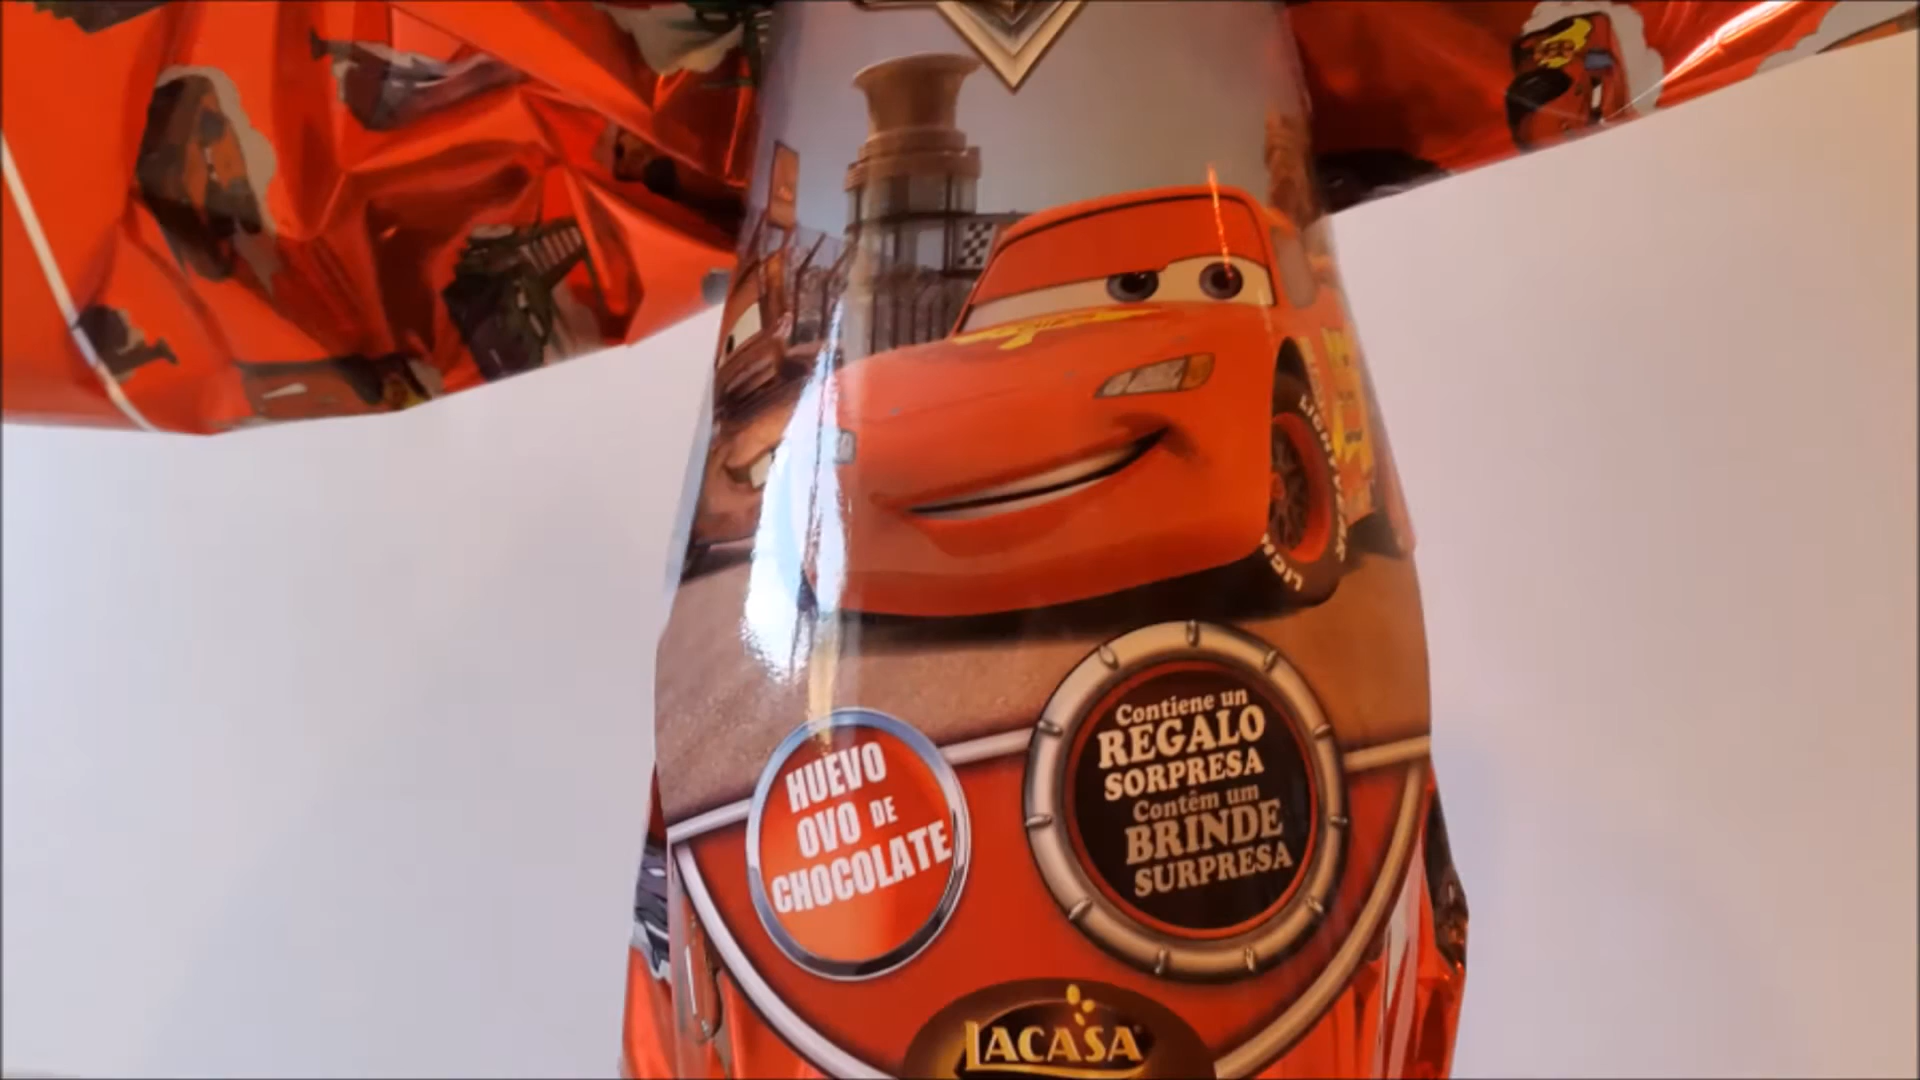 HUEVO
OVO DE
CHOCOLATE
Contiene un
REGALO
SORPRESA
Contêm um
BRINDE
SURPRESA
LACASA